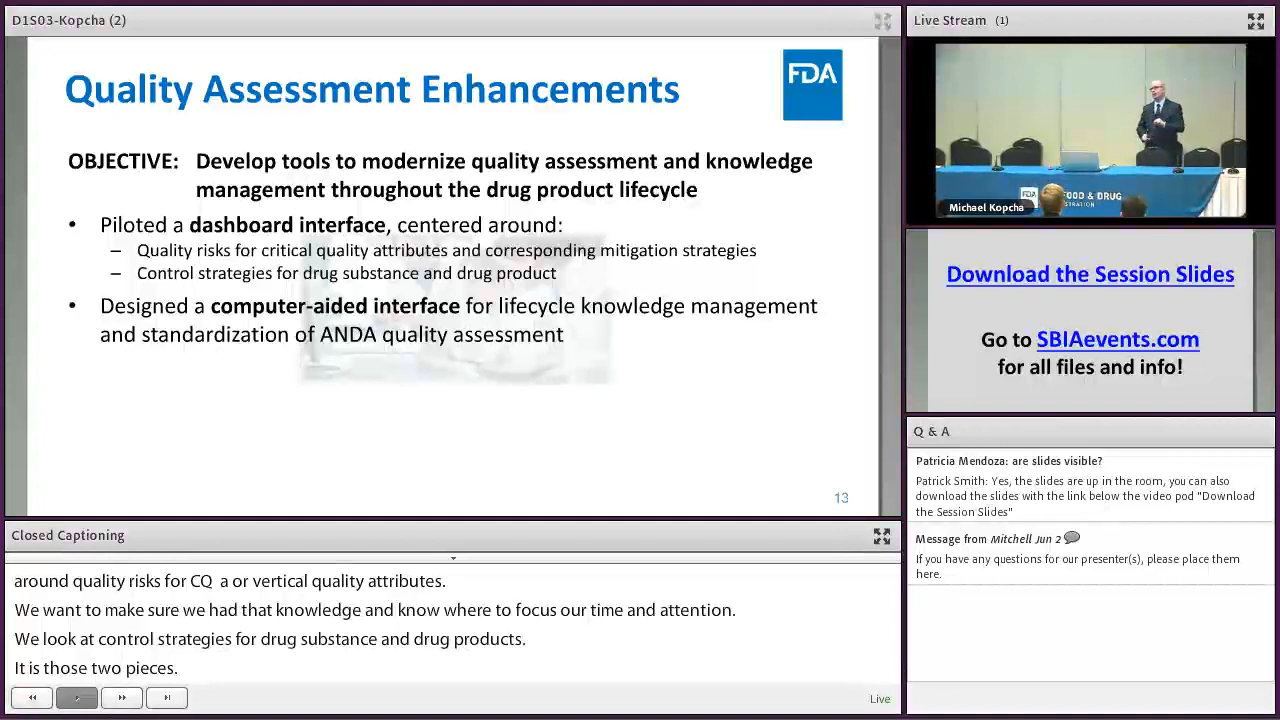 D1S03-Kopcha (2)
Quality Assessment Enhancements
FDA
OBJECTIVE: Develop tools to modernize quality assessment and knowledge
management throughout the drug product lifecycle
• Piloted a dashboard interface, centered around:
– Quality risks for critical quality attributes and corresponding mitigation strategies
– Control strategies for drug substance and drug product
• Designed a computer-aided interface for lifecycle knowledge management
and standardization of ANDA quality assessment
13
Closed Captioning
around quality risks for CQ a or vertical quality attributes.
We want to make sure we had that knowledge and know where to focus our time and attention.
We look at control strategies for drug substance and drug products.
It is those two pieces.
Live
Live Stream (1)
FDA
OOD & DRUG
ISTRATION
Michael Kopcha
Download the Session Slides
Go to SBIAevents.com
for all files and info!
Q & A
Patricia Mendoza: are slides visible?
Patrick Smith: Yes, the slides are up in the room, you can also
download the slides with the link below the video pod "Download
the Session Slides"
Message from Mitchell Jun 2
If you have any questions for our presenter(s), please place them
here.